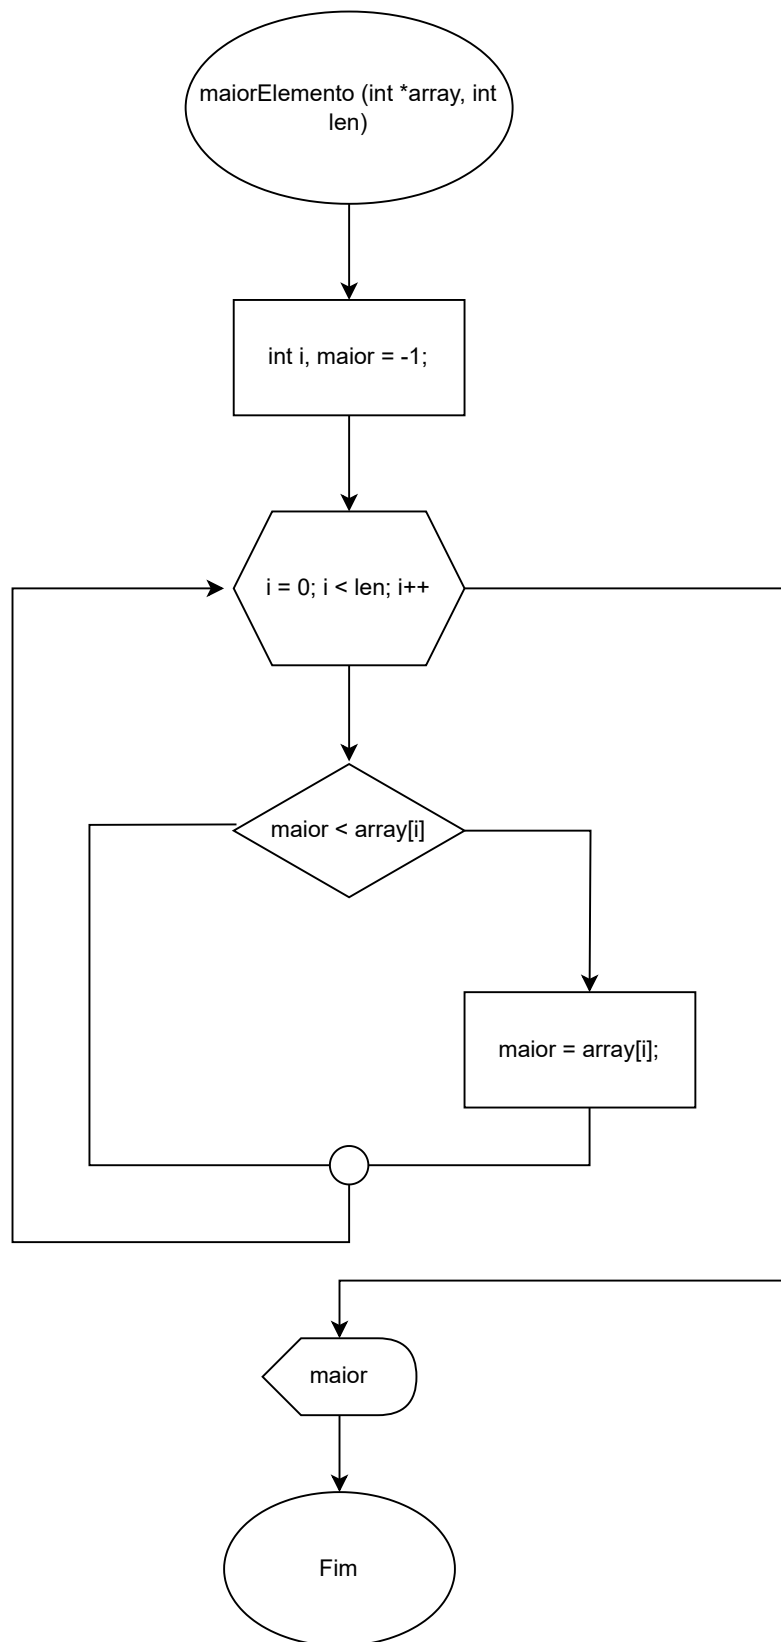 maiorElemento (int *array, int
len)
int i, maior = -1;
i = 0; i < len; i++
maior < array[i]
maior = array[i];
maior
Fim